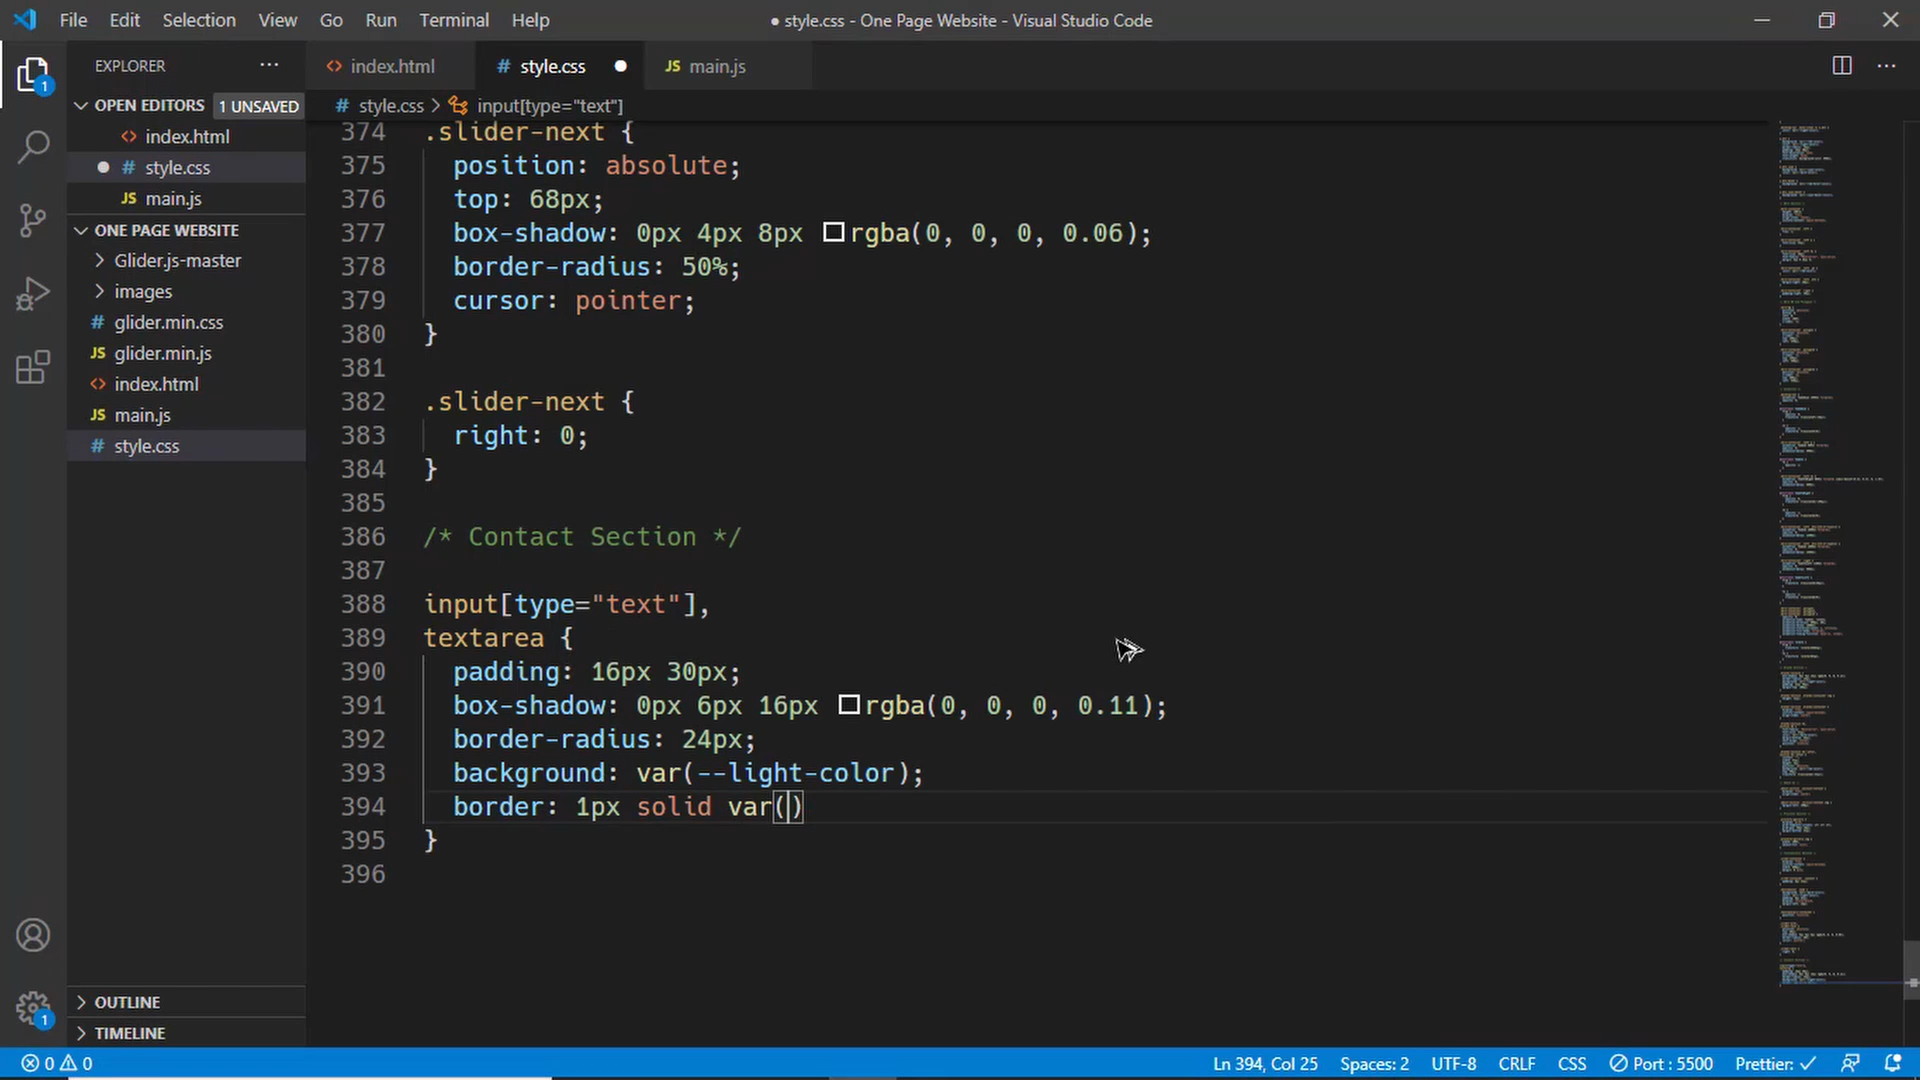 File Edit Selection View Go Run Terminal Help
● style.css - One Page Website - Visual Studio Code
EXPLORER
OPEN EDITORS 1 UNSAVED
index.html
style.css
main.js
ONE PAGE WEBSITE
Glider.js-master
images
glider.min.css
glider.min.js
index.html
main.js
style.css
OUTLINE
TIMELINE
index.html style.css main.js
style.css > input[type="text"]
374 .slider-next {
375 position: absolute;
376 top: 68px;
377 box-shadow: 0px 4px 8px rgba(0, 0, 0, 0.06);
378 border-radius: 50%;
379 cursor: pointer;
380 }
381
382 .slider-next {
383 right: 0;
384 }
385
386 /* Contact Section */
387
388 input[type="text"],
389 textarea {
390 padding: 16px 30px;
391 box-shadow: 0px 6px 16px rgba(0, 0, 0, 0.11);
392 border-radius: 24px;
393 background: var(--light-color);
394 border: 1px solid var()
395 }
396
0 0 Ln 394, Col 25 Spaces: 2 UTF-8 CRLF CSS Port : 5500 Prettier: ✓